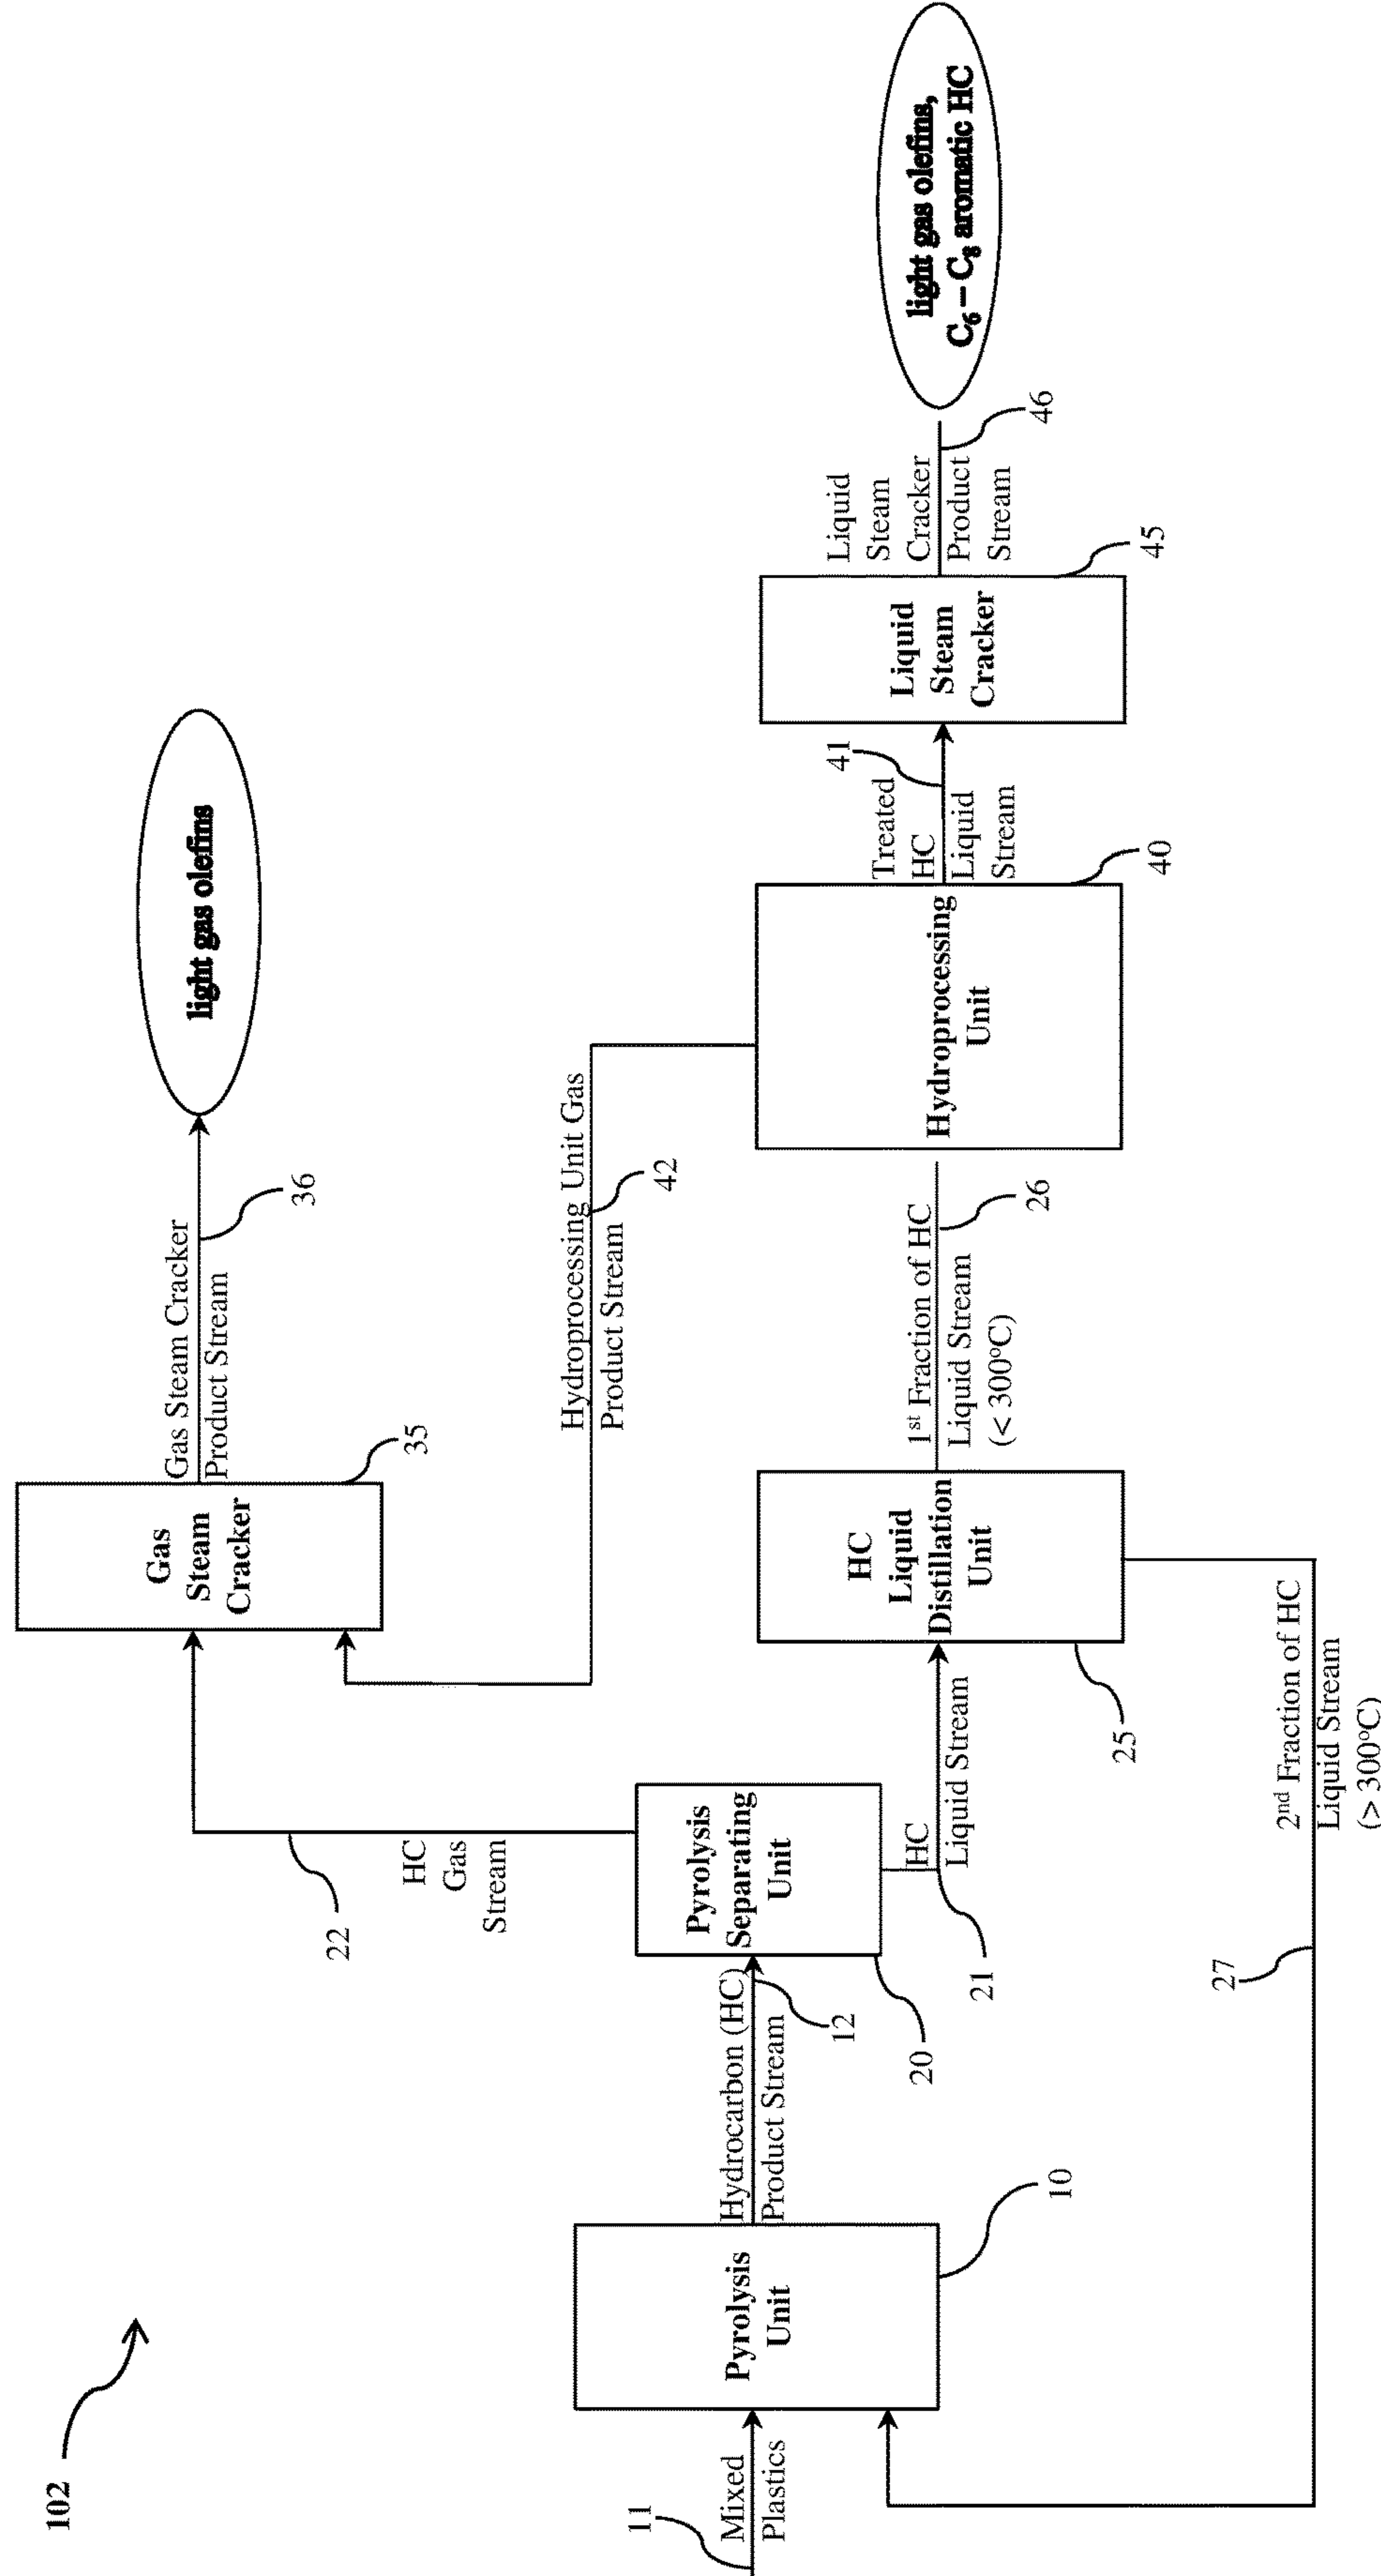 102
11
Mixed
Plastics
Pyrolysis
Unit
10
Hydrocarbon (HC)
Product Stream
12
Pyrolysis
Separating
Unit
20
22
HC
Gas
Stream
HC
Liquid Stream
21
Gas
Steam
Cracker
35
Gas Steam Cracker
Product Stream
36
light gas olefins
HC
Liquid
Distillation
Unit
25
2nd Fraction of HC
Liquid Stream
(> 300°C)
27
1st Fraction of HC
Liquid Stream
(< 300°C)
26
Hydroprocessing Unit Gas
Product Stream
42
Hydroprocessing
Unit
40
Treated
HC
Liquid
Stream
41
Liquid
Steam
Cracker
45
Liquid
Steam
Cracker
Product
Stream
46
light gas olefins,
C₆ – C₈ aromatic HC